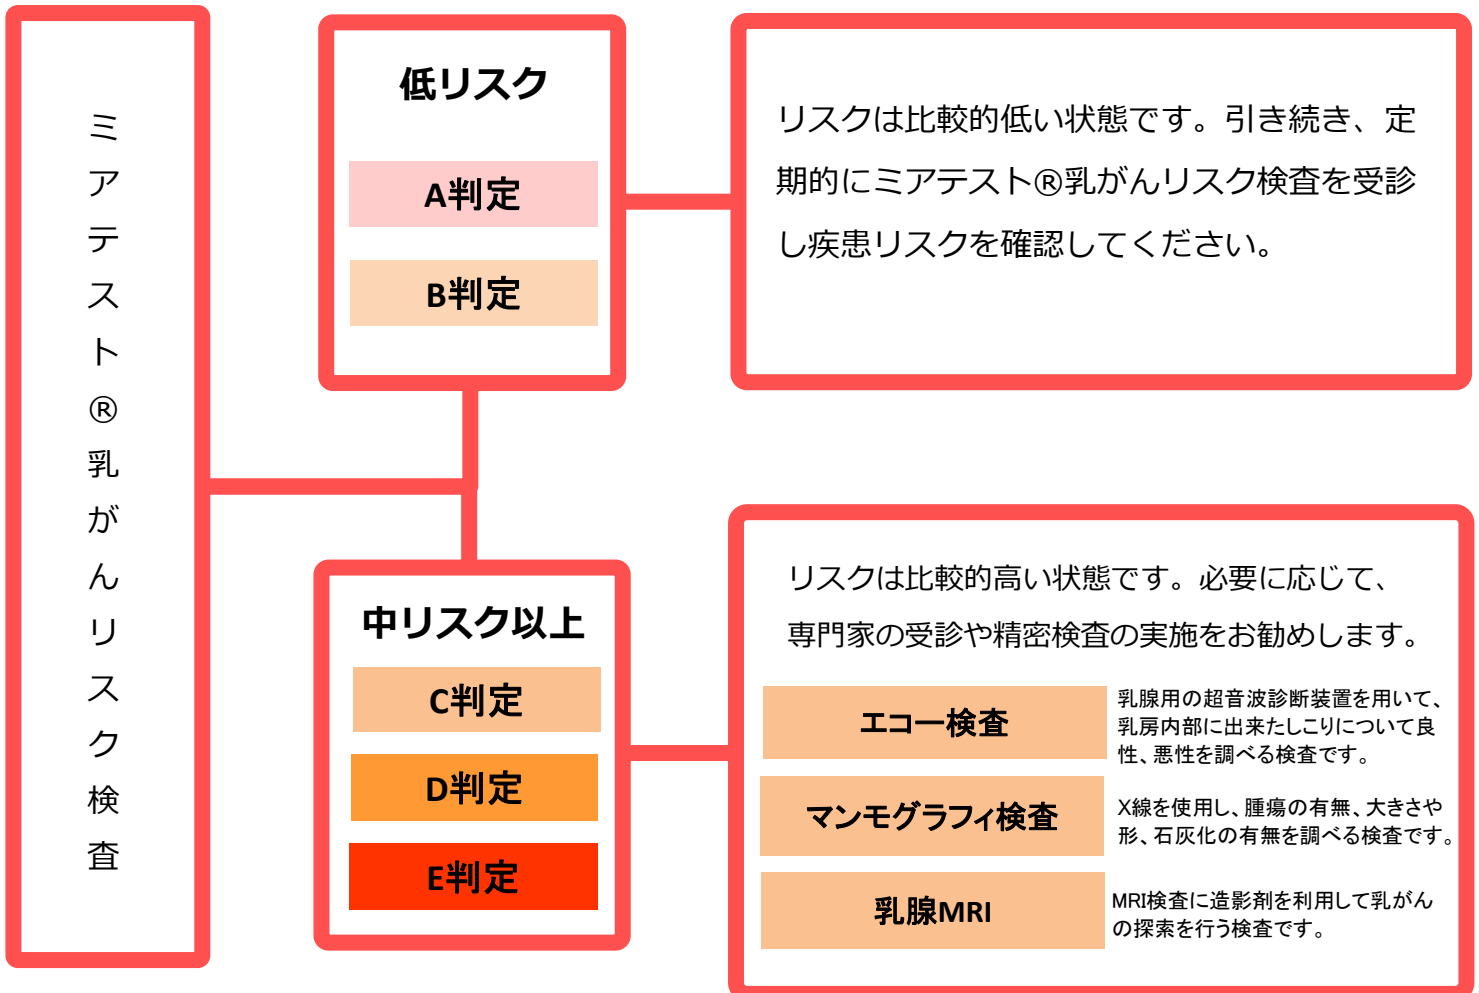 ミアテスト®乳がんリスク検査
低リスク
A判定
B判定
リスクは比較的低い状態です。引き続き、定
期的にミアテスト®乳がんリスク検査を受診
し疾患リスクを確認してください。
中リスク以上
C判定
D判定
E判定
リスクは比較的高い状態です。必要に応じて、
専門家の受診や精密検査の実施をお勧めします。
エコー検査
乳腺用の超音波診断装置を用いて、
乳房内部に出来たしこりについて良
性、悪性を調べる検査です。
マンモグラフィ検査
X線を使用し、腫瘍の有無、大きさや
形、石灰化の有無を調べる検査です。
乳腺MRI
MRI検査に造影剤を利用して乳がん
の探索を行う検査です。